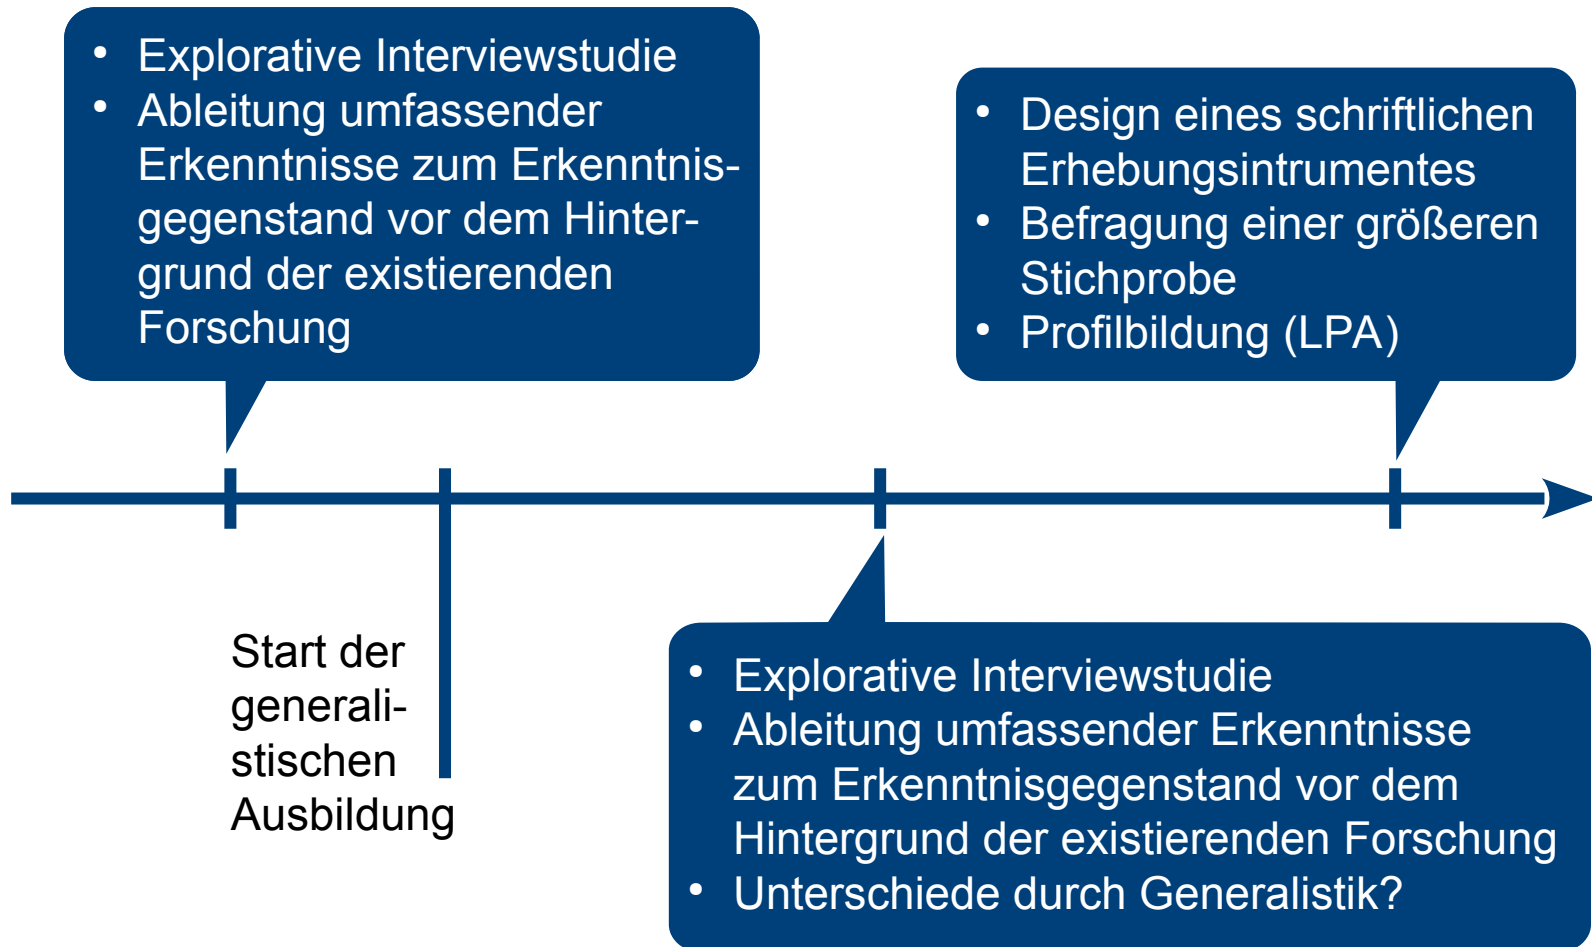 • Explorative Interviewstudie
• Ableitung umfassender
Erkenntnisse zum Erkenntnis-
gegenstand vor dem Hinter-
grund der existierenden
Forschung
• Design eines schriftlichen
Erhebungsintrumentes
• Befragung einer größeren
Stichprobe
• Profilbildung (LPA)
Start der
generali-
stischen
Ausbildung
• Explorative Interviewstudie
• Ableitung umfassender Erkenntnisse
zum Erkenntnisgegenstand vor dem
Hintergrund der existierenden Forschung
• Unterschiede durch Generalistik?